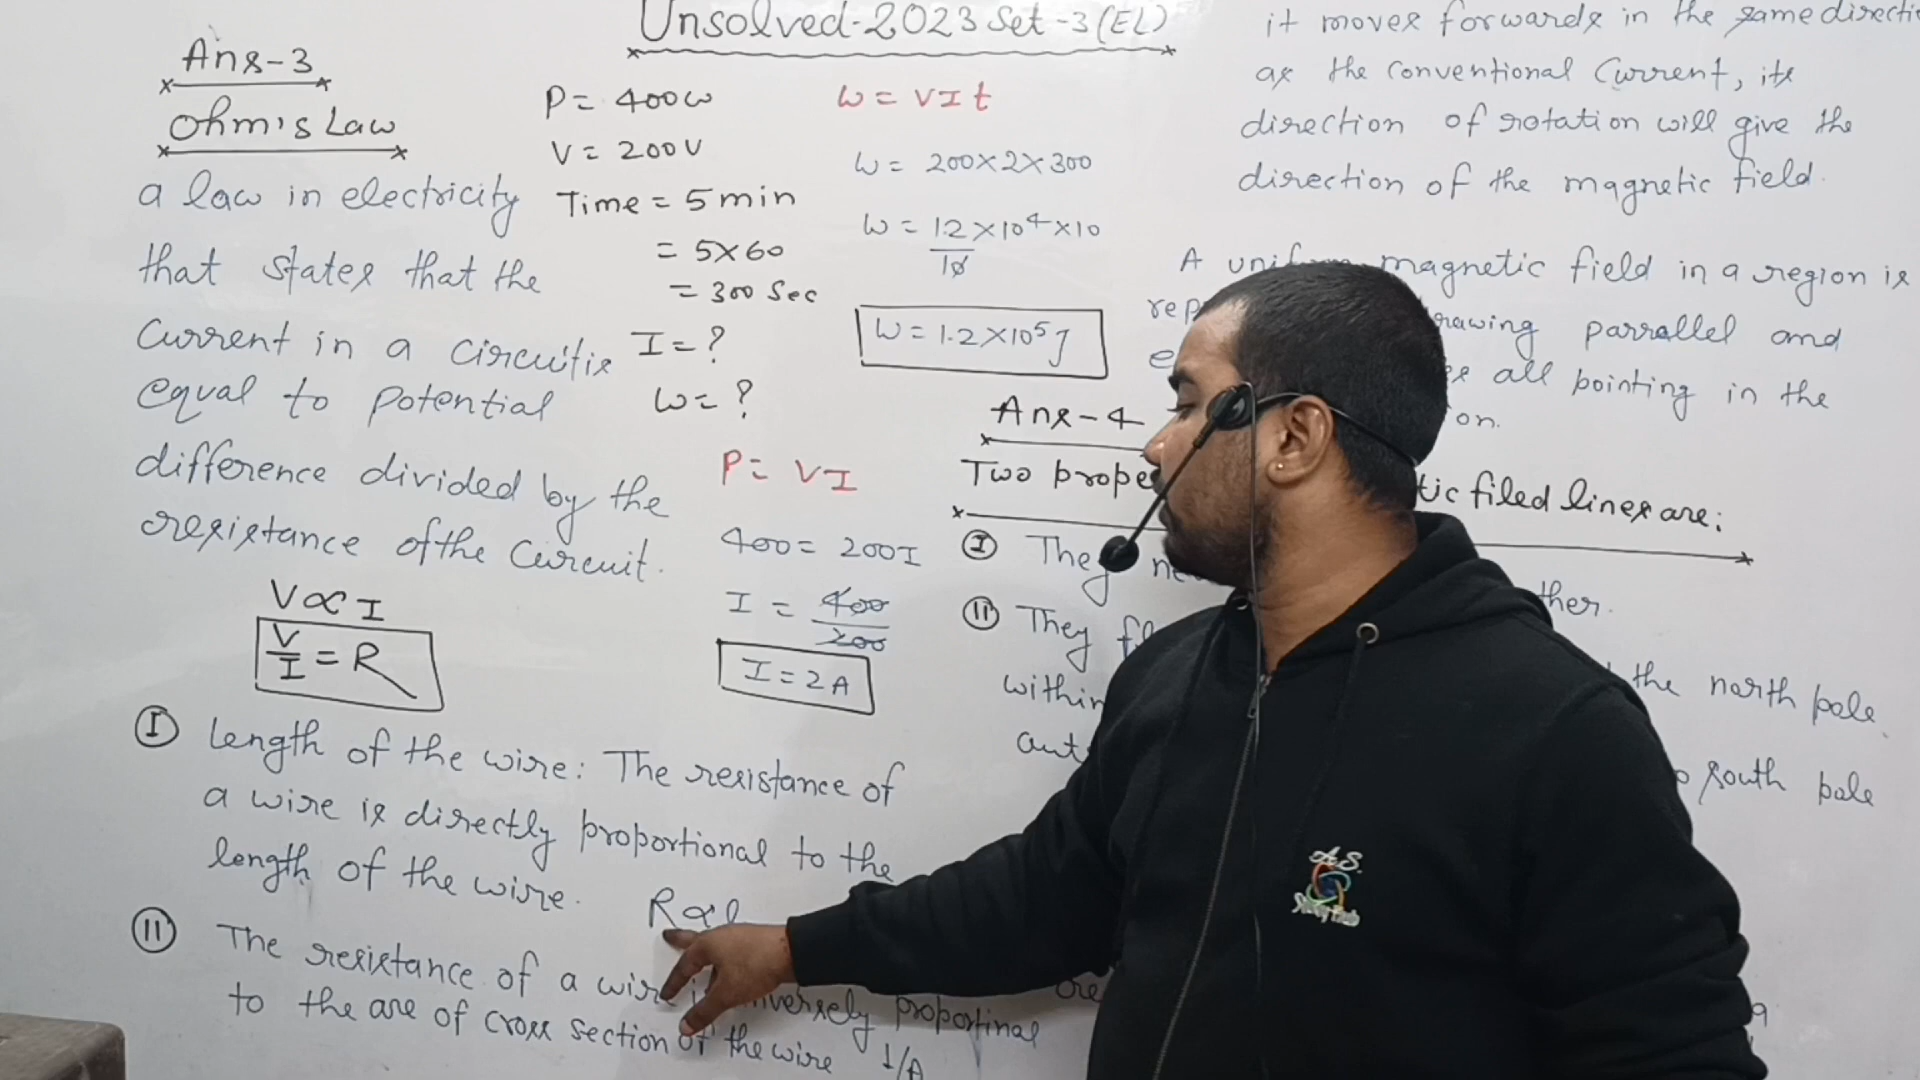 Unsolved-2023 Set-3(EL)
Ans-3
Ohm's Law
a law in electricity
that states that the
current in a circuit is
equal to potential
difference divided by the
resistance of the circuit.
V∝I
V/I = R
I Length of the wire: The resistance of
a wire is directly proportional to the
length of the wire. R∝l
II The resistance of a wire inversely proportinal
to the are of cross section of the wire 1/A
P = 400w
V = 200V
Time = 5min
= 5×60
= 300 Sec
I = ?
W = ?
P = VI
400 = 200I
I = 400/200
I = 2A
W = VIt
W = 200×2×300
W = 12×10⁴×10/10
W = 1.2×10⁵J
it moves forwards in the same directi
as the conventional current, its
direction of rotation will give the
direction of the magnetic field.
A magnetic field in a region is
rawing parrallel and
all pointing in the
on.
Ans-4
Two prope tic filed lines are:
I They ther.
II They the north pole
within
out south pole